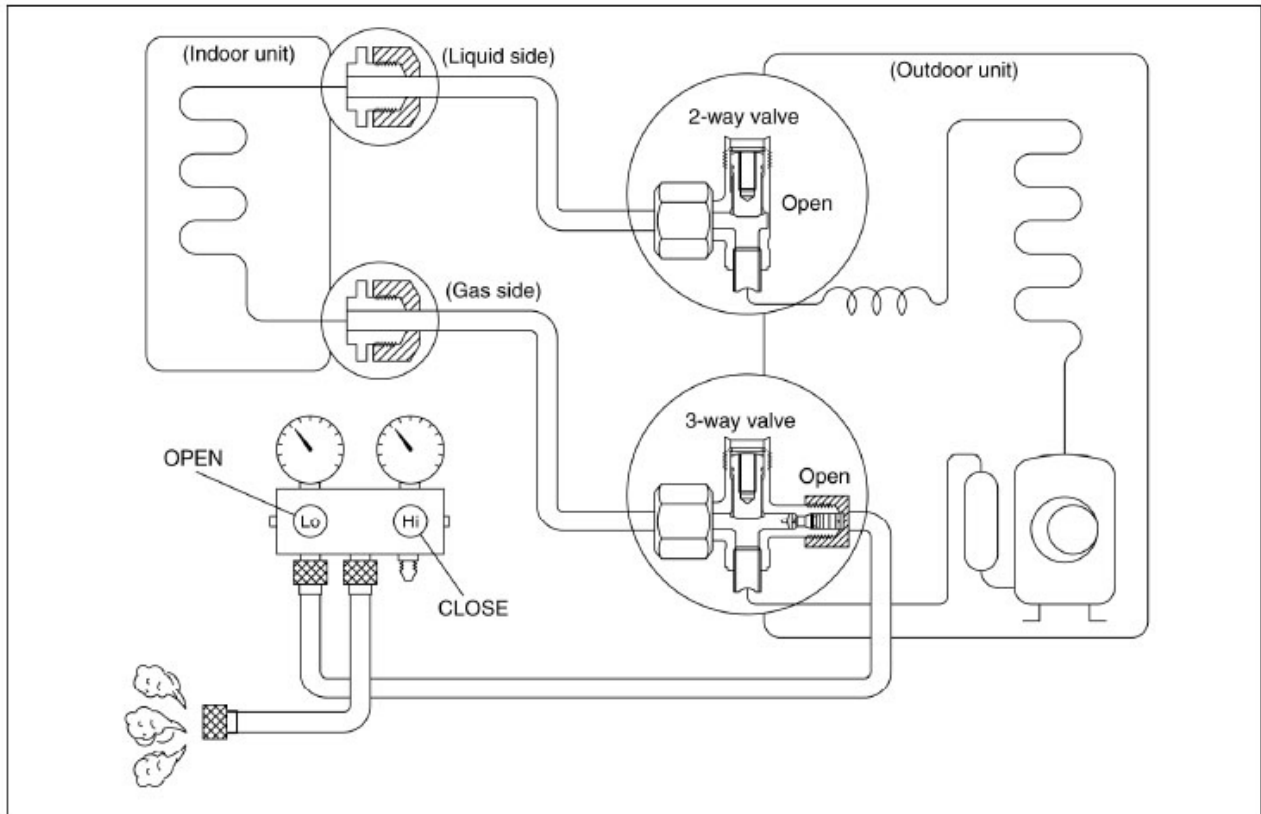 (Indoor unit)
(Liquid side)
(Outdoor unit)
2-way valve
Open
(Gas side)
3-way valve
Open
OPEN
Lo
Hi
CLOSE